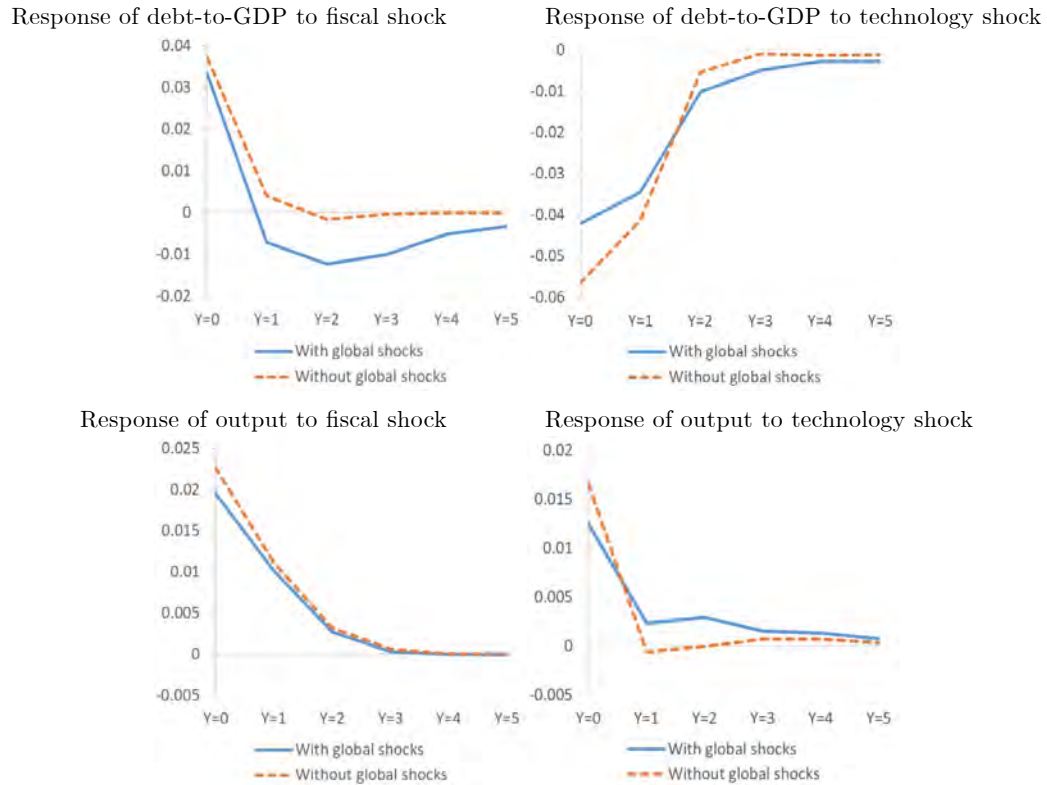 Response of debt-to-GDP to fiscal shock
0.04
0.03
0.02
0.01
0
-0.01
-0.02
Y=0 Y=1 Y=2 Y=3 Y=4 Y=5
With global shocks
Without global shocks
Response of debt-to-GDP to technology shock
0
-0.01
-0.02
-0.03
-0.04
-0.05
-0.06
Y=0 Y=1 Y=2 Y=3 Y=4 Y=5
With global shocks
Without global shocks
Response of output to fiscal shock
0.025
0.02
0.015
0.01
0.005
0
-0.005
Y=0 Y=1 Y=2 Y=3 Y=4 Y=5
With global shocks
Without global shocks
Response of output to technology shock
0.02
0.015
0.01
0.005
0
-0.005
Y=0 Y=1 Y=2 Y=3 Y=4 Y=5
With global shocks
Without global shocks